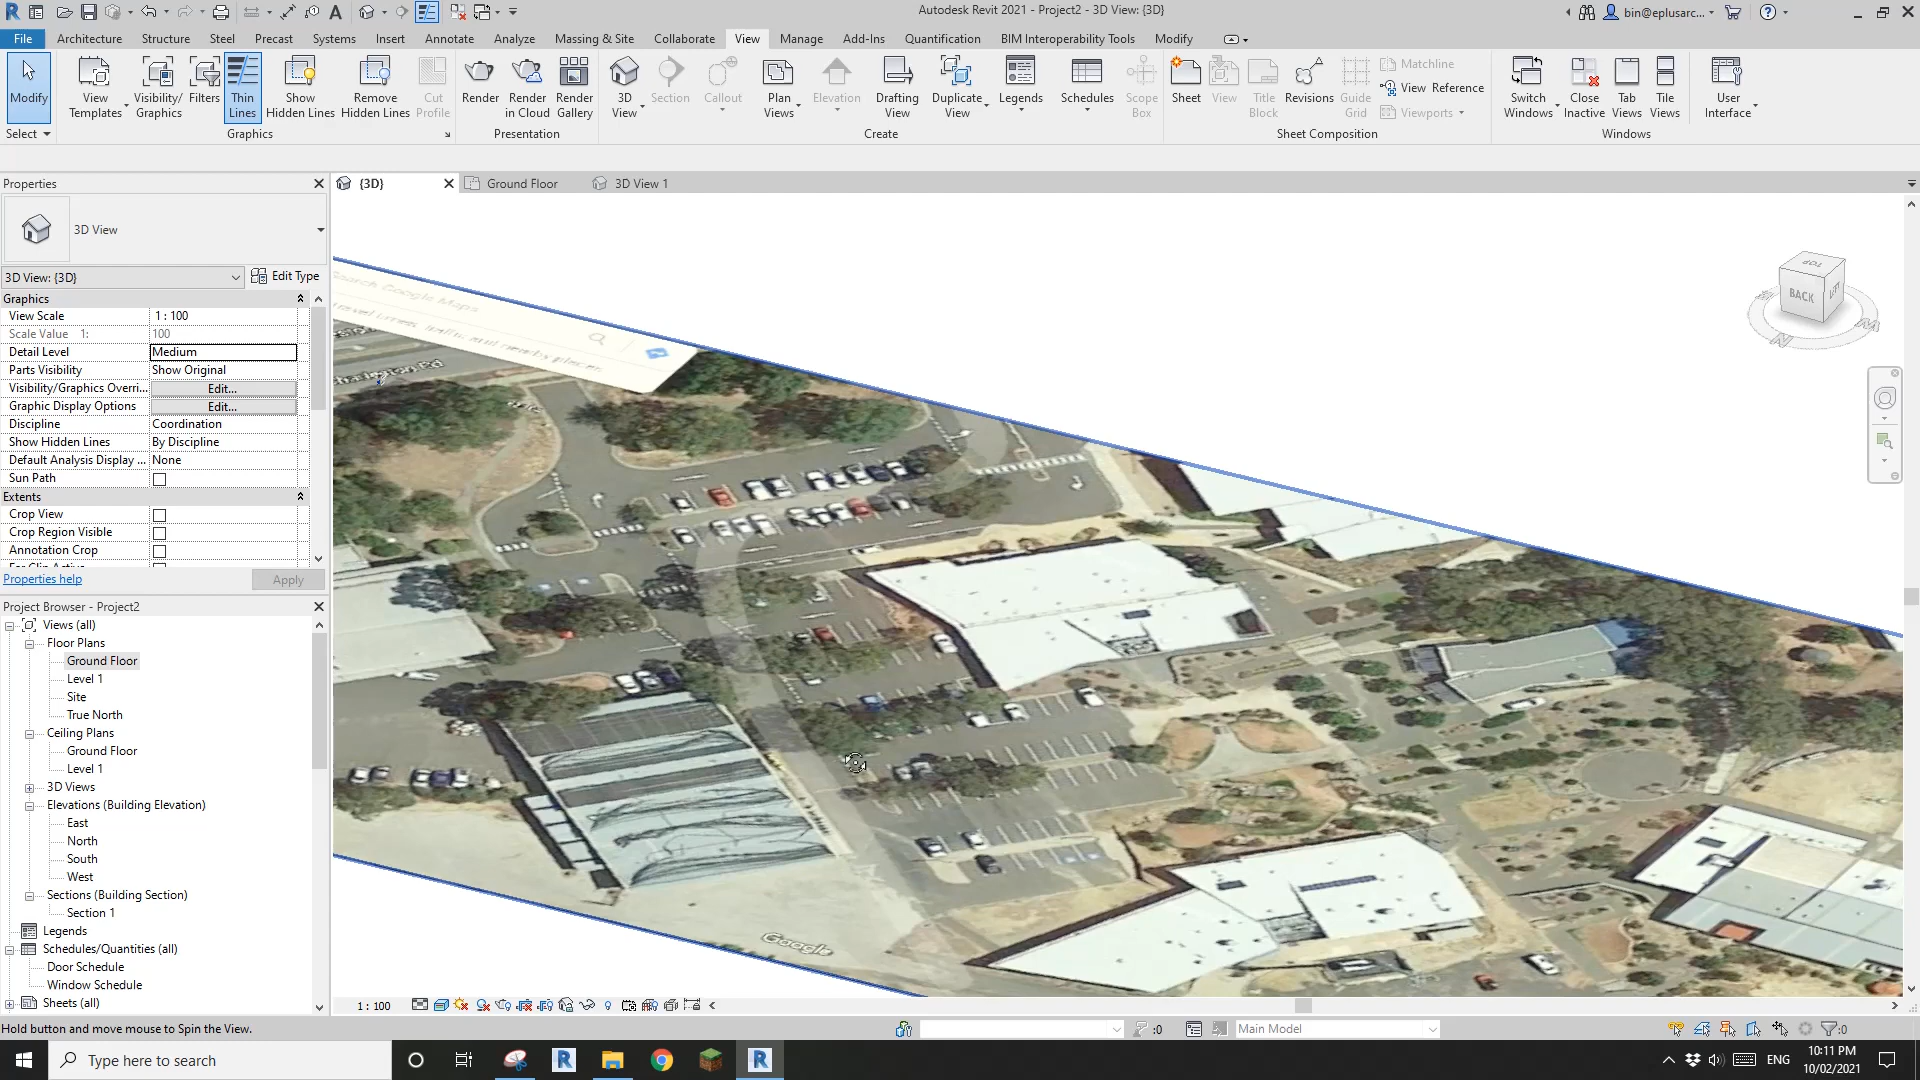 Autodesk Revit 2021 - Project2 - 3D View: {3D}
bin@eplusarc...
File Architecture Structure Steel Precast Systems Insert Annotate Analyze Massing & Site Collaborate View Manage Add-Ins Quantification BIM Interoperability Tools Modify
Modify
View Templates
Visibility/ Graphics
Filters
Thin Lines
Show Hidden Lines
Remove Hidden Lines
Cut Profile
Render
Render in Cloud
Render Gallery
3D View
Section
Callout
Plan Views
Elevation
Drafting View
Duplicate View
Legends
Schedules
Scope Box
Sheet
View
Title Block
Revisions
Guide Grid
Matchline
View Reference
Viewports
Switch Windows
Close Inactive
Tab Views
Tile Views
User Interface
Select
Graphics
Presentation
Create
Sheet Composition
Windows
Properties
{3D}
Ground Floor
3D View 1
3D View
3D View: {3D}
Edit Type
Graphics
View Scale 1 : 100
Scale Value 1: 100
Detail Level Medium
Parts Visibility Show Original
Visibility/Graphics Overri... Edit...
Graphic Display Options Edit...
Discipline Coordination
Show Hidden Lines By Discipline
Default Analysis Display ... None
Sun Path
Extents
Crop View
Crop Region Visible
Annotation Crop
Properties help
Apply
Project Browser - Project2
Views (all)
Floor Plans
Ground Floor
Level 1
Site
True North
Ceiling Plans
Ground Floor
Level 1
3D Views
Elevations (Building Elevation)
East
North
South
West
Sections (Building Section)
Section 1
Legends
Schedules/Quantities (all)
Door Schedule
Window Schedule
Sheets (all)
Search Google Maps
traffic and nearby places
TOP
BACK
LEFT
N
Google
1 : 100
Hold button and move mouse to Spin the View.
:0
Main Model
:0
Type here to search
ENG
10:11 PM
10/02/2021